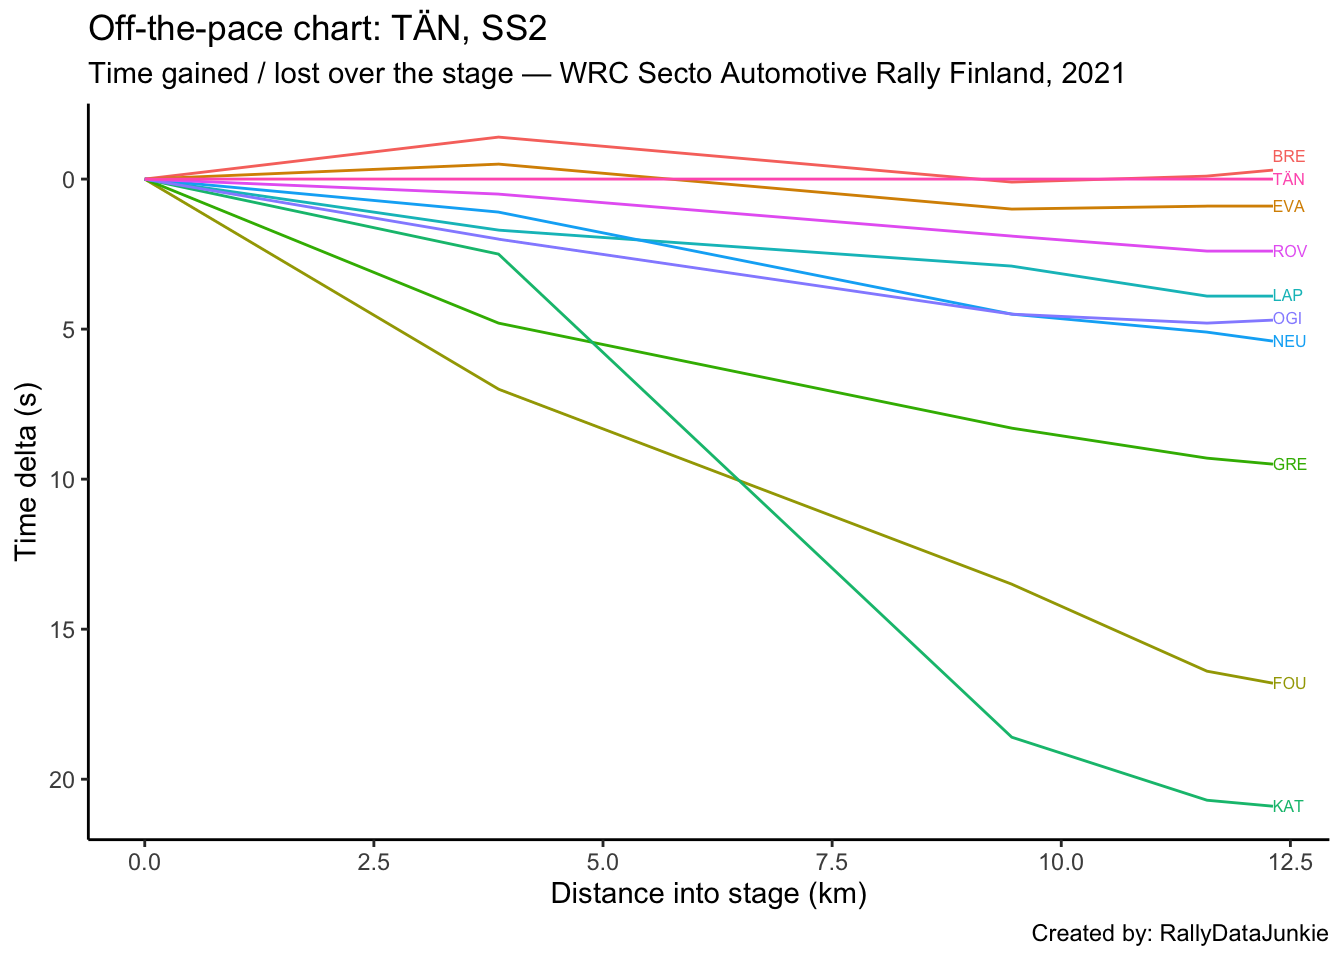 Off-the-pace chart: TÄN, SS2
Time gained / lost over the stage — WRC Secto Automotive Rally Finland, 2021
Time delta (s)
0
5
10
15
20
BRE
TÄN
EVA
ROV
LAP
OGI
NEU
GRE
FOU
KAT
0.0 2.5 5.0 7.5 10.0 12.5
Distance into stage (km)
Created by: RallyDataJunkie